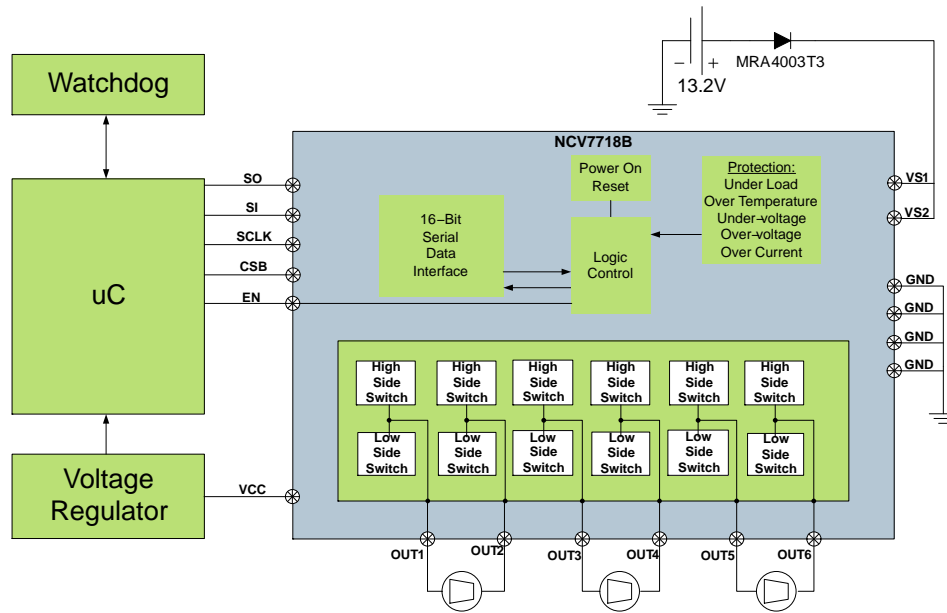 MRA4003T3
− +
13.2V
Watchdog
NCV7718B
uC
SO
SI
SCLK
CSB
EN
16−Bit
Serial
Data
Interface
Power On
Reset
Logic
Control
Protection:
Under Load
Over Temperature
Under−voltage
Over−voltage
Over Current
VS1
VS2
GND
GND
GND
GND
High
Side
Switch
High
Side
Switch
High
Side
Switch
High
Side
Switch
High
Side
Switch
High
Side
Switch
Low Side
Switch
Low Side
Switch
Low Side
Switch
Low Side
Switch
Low Side
Switch
Low Side
Switch
Voltage
Regulator
VCC
OUT1
OUT2
OUT3
OUT4
OUT5
OUT6